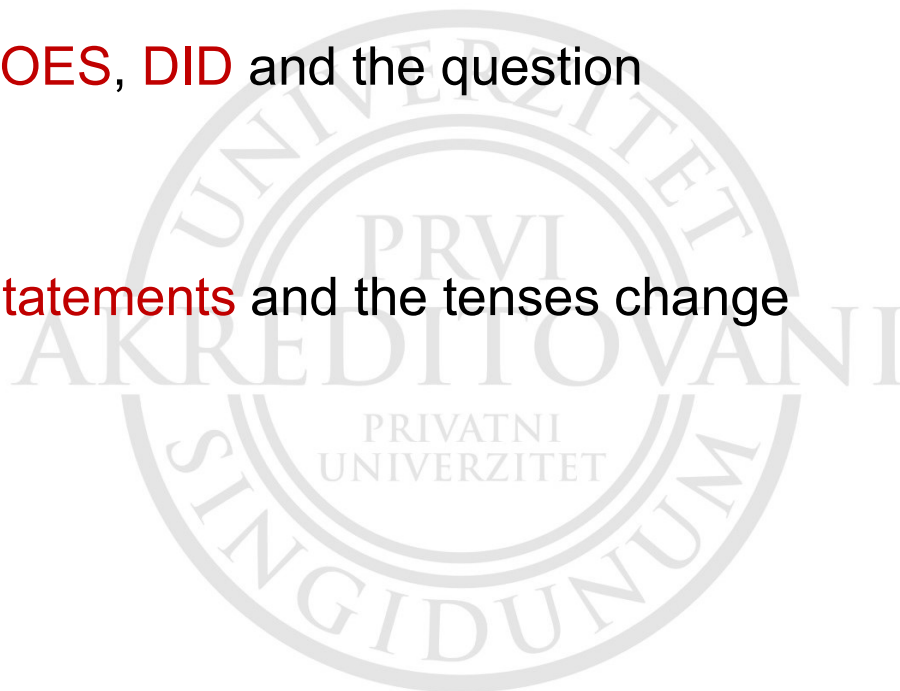 OES, DID and the question
tatements and the tenses change
UNIVERZITET
PRVI
AKREDITOVANI
PRIVATNI
UNIVERZITET
SINGIDUNUM